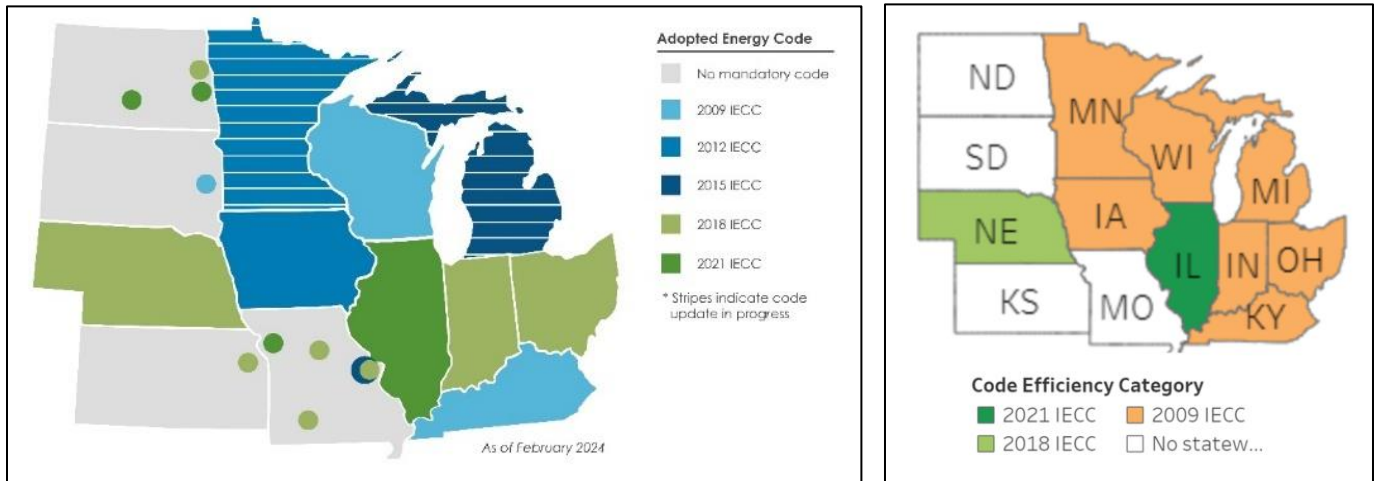 Adopted Energy Code
No mandatory code
2009 IECC
2012 IECC
2015 IECC
2018 IECC
2021 IECC
* Stripes indicate code
update in progress
As of February 2024
ND
MN
SD
WI
MI
IA
NE
IL
IN
OH
KS
MO
KY
Code Efficiency Category
2021 IECC
2009 IECC
2018 IECC
No statew...